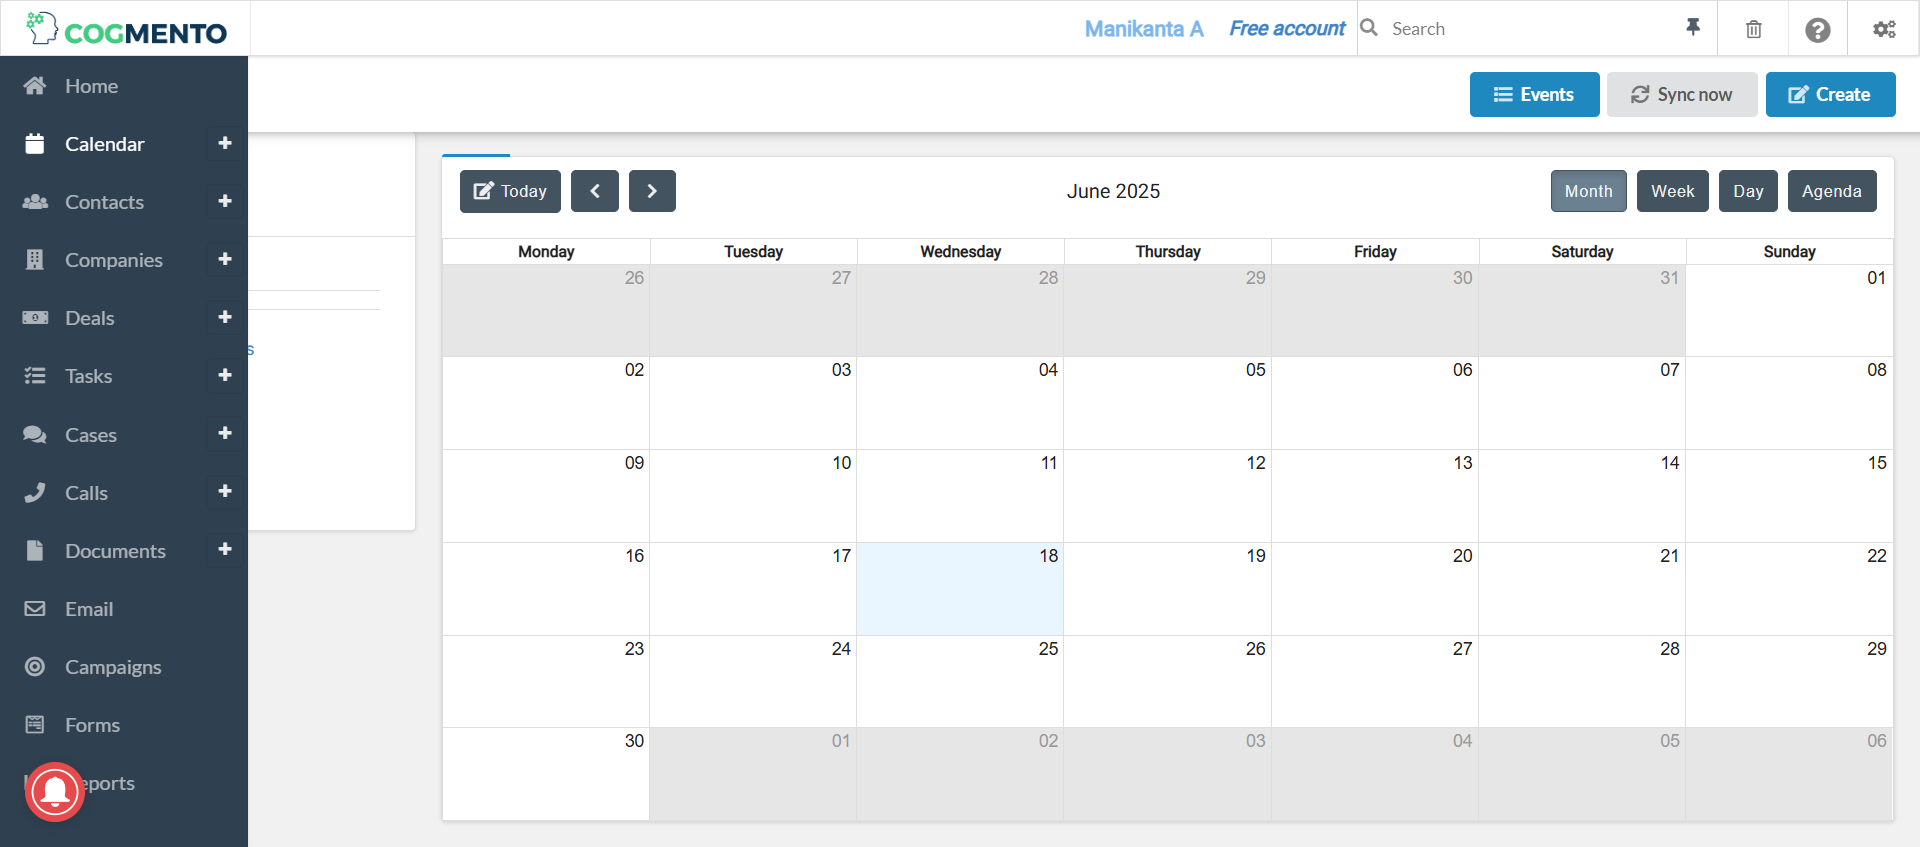 COGMENTO
Manikanta A Free account Search
Home
Calendar
Contacts
Companies
Deals
Tasks
Cases
Calls
Documents
Email
Campaigns
Forms
eports
Events Sync now Create
s
Today June 2025 Month Week Day Agenda
Monday Tuesday Wednesday Thursday Friday Saturday Sunday
26 27 28 29 30 31 01
02 03 04 05 06 07 08
09 10 11 12 13 14 15
16 17 18 19 20 21 22
23 24 25 26 27 28 29
30 01 02 03 04 05 06